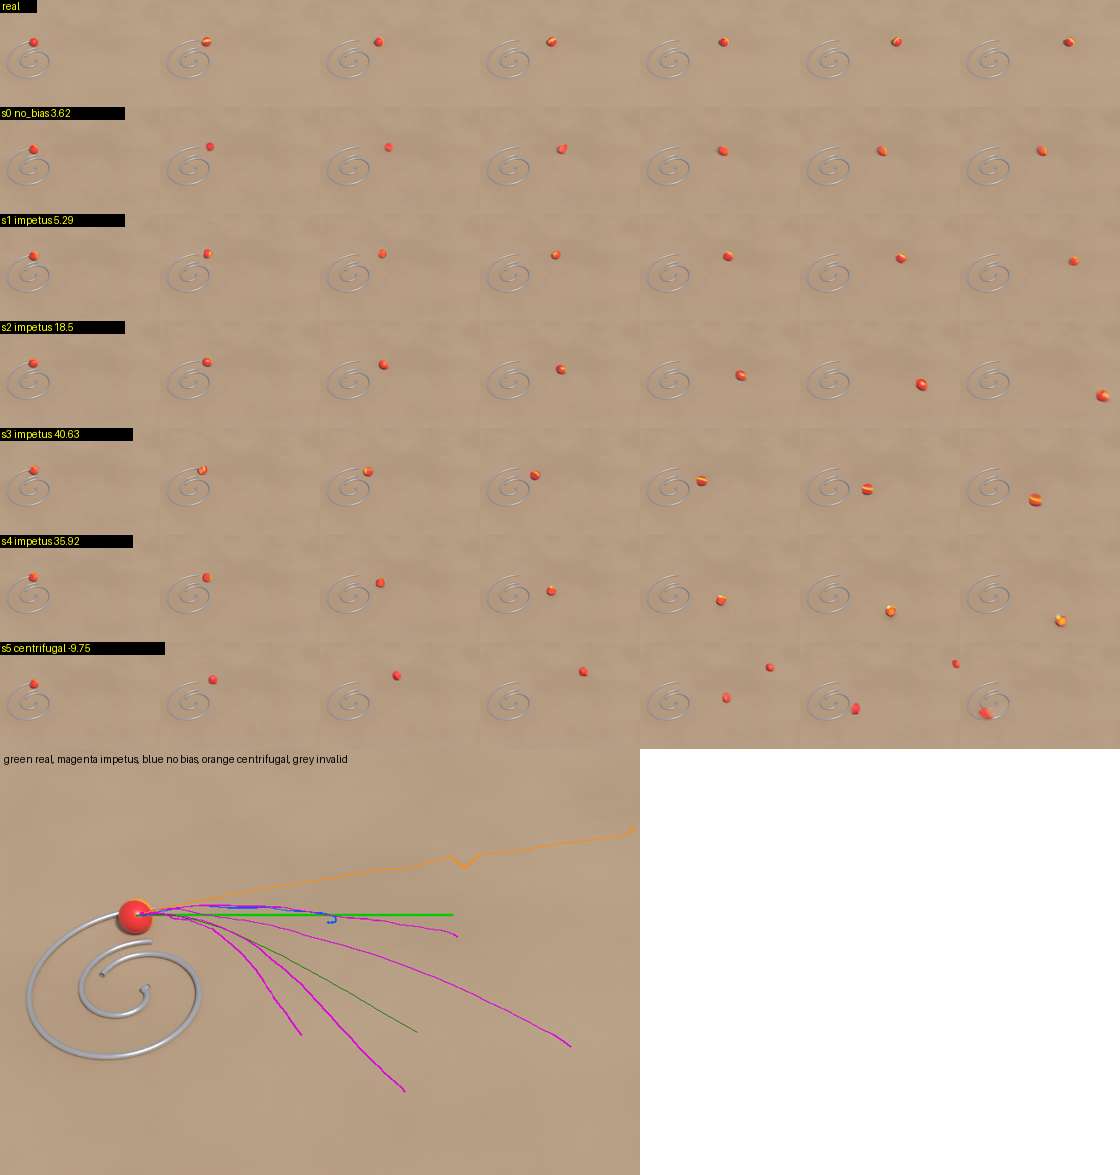 real
s0 no_bias 3.62
s1 impetus 5.29
s2 impetus 18.5
s3 impetus 40.63
s4 impetus 35.92
s5 centrifugal -9.75
green real, magenta impetus, blue no bias, orange centrifugal, grey invalid